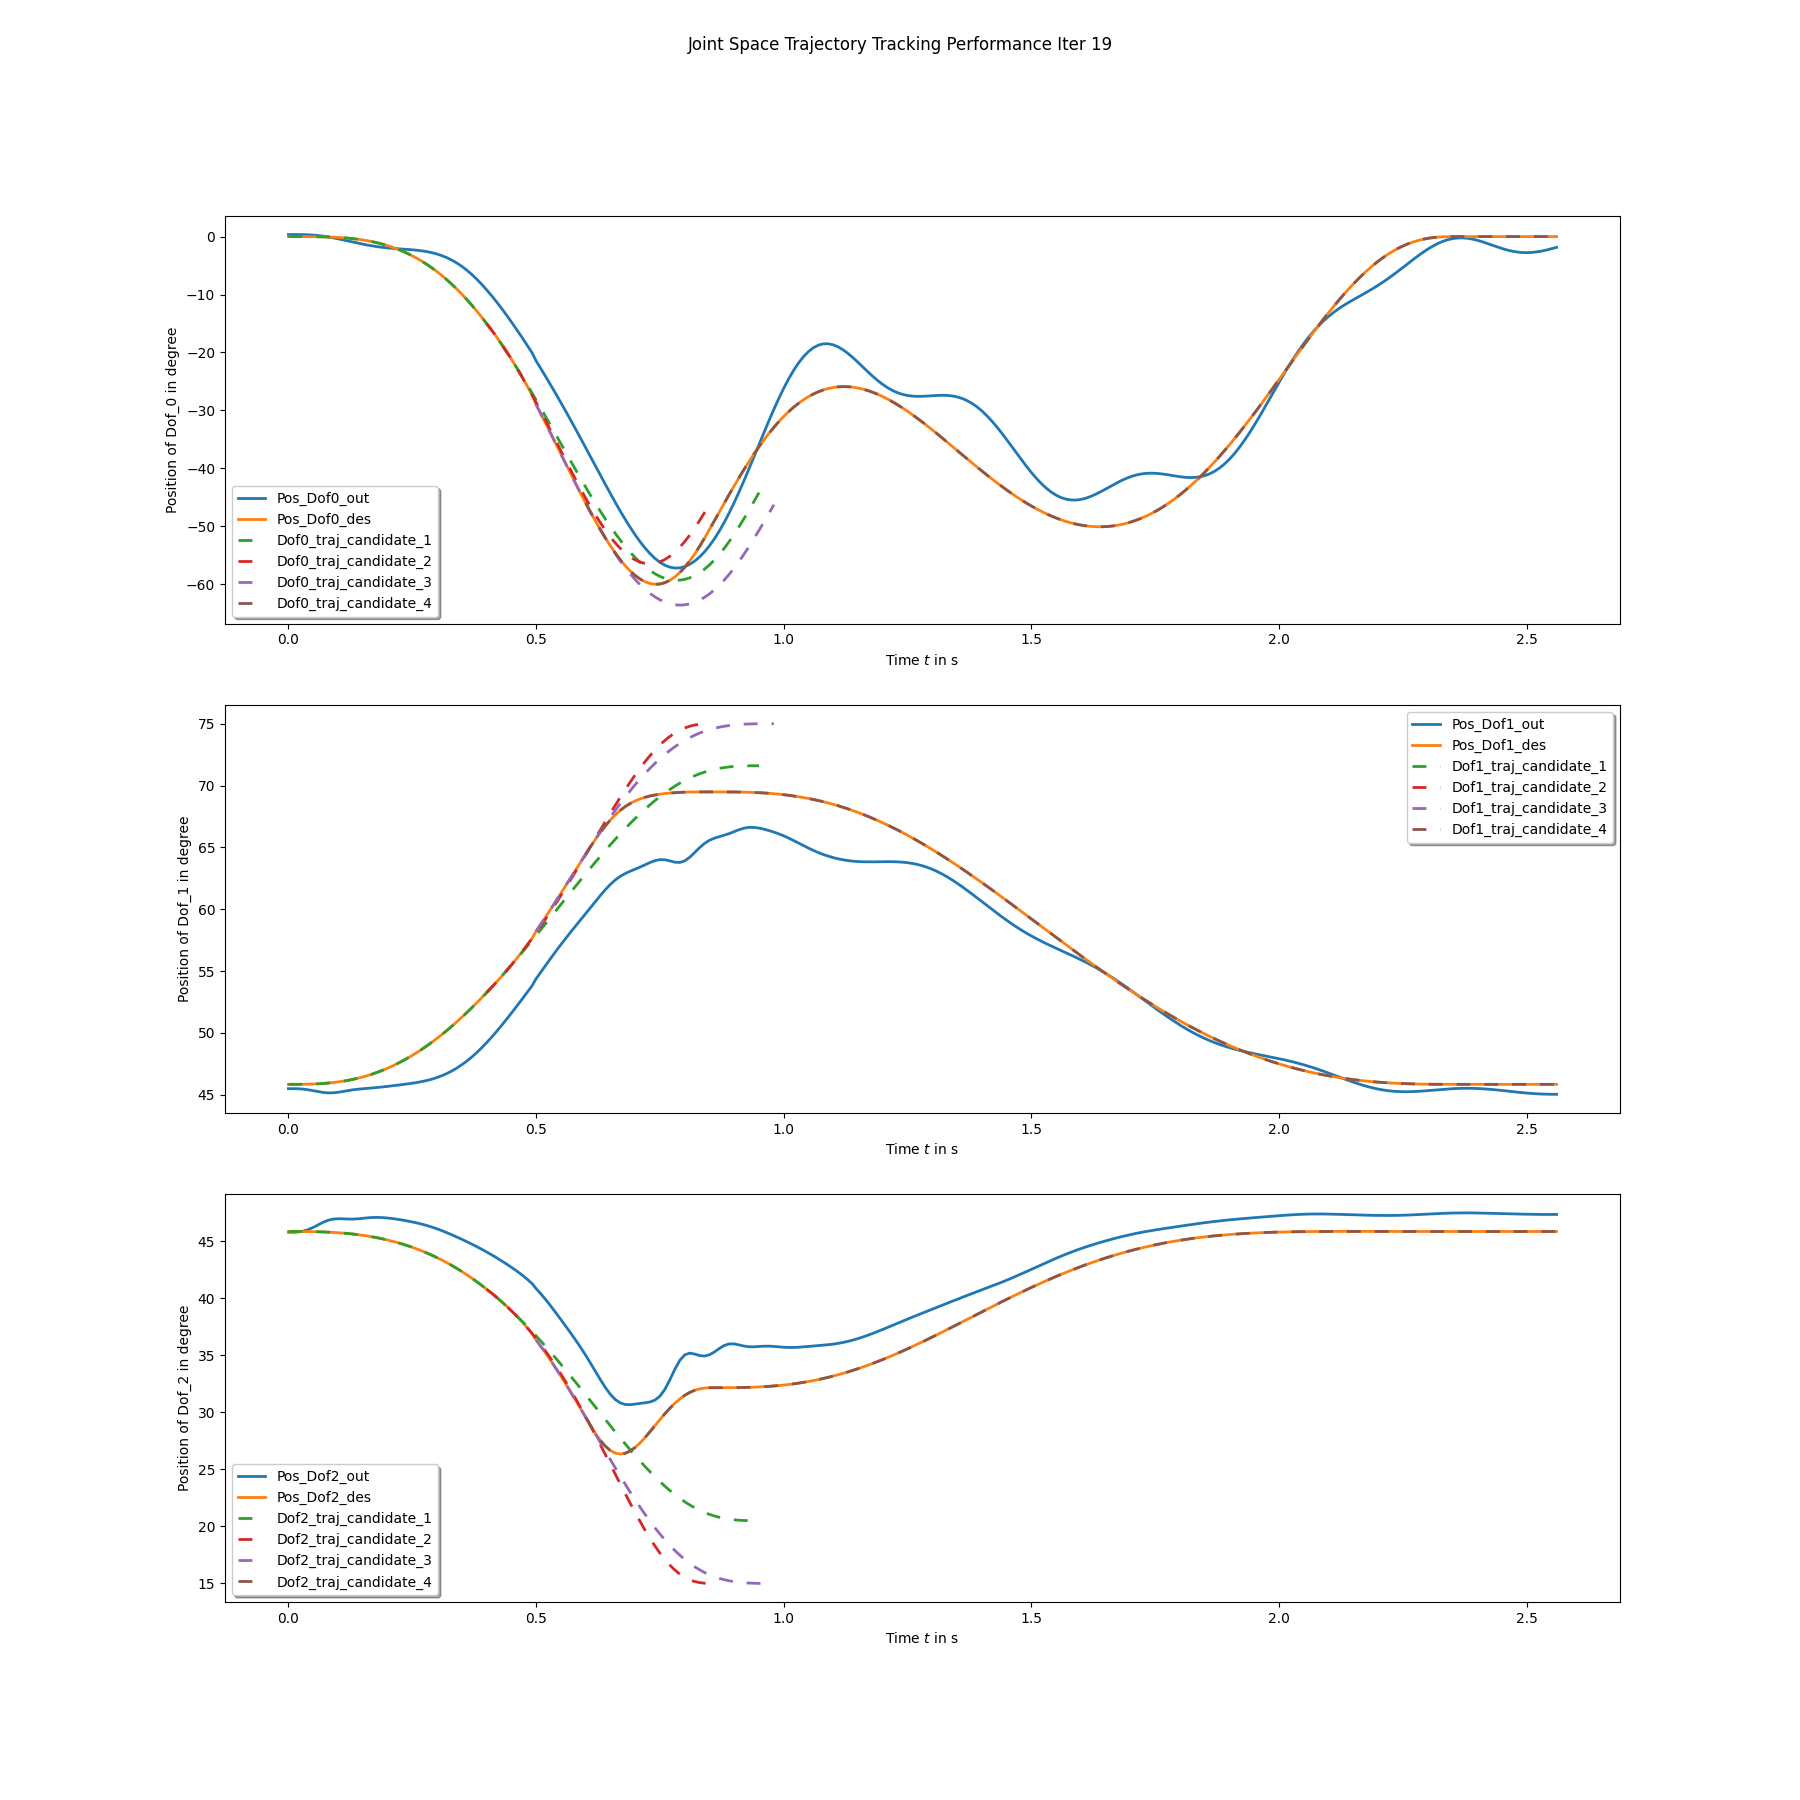 Joint Space Trajectory Tracking Performance Iter 19
0
−10
−20
−30
−40
−50
−60
Position of Dof_0 in degree
Pos_Dof0_out
Pos_Dof0_des
Dof0_traj_candidate_1
Dof0_traj_candidate_2
Dof0_traj_candidate_3
Dof0_traj_candidate_4
0.0 0.5 1.0 1.5 2.0 2.5
Time t in s
75
70
65
60
55
50
45
Position of Dof_1 in degree
Pos_Dof1_out
Pos_Dof1_des
Dof1_traj_candidate_1
Dof1_traj_candidate_2
Dof1_traj_candidate_3
Dof1_traj_candidate_4
0.0 0.5 1.0 1.5 2.0 2.5
Time t in s
45
40
35
30
25
20
15
Position of Dof_2 in degree
Pos_Dof2_out
Pos_Dof2_des
Dof2_traj_candidate_1
Dof2_traj_candidate_2
Dof2_traj_candidate_3
Dof2_traj_candidate_4
0.0 0.5 1.0 1.5 2.0 2.5
Time t in s